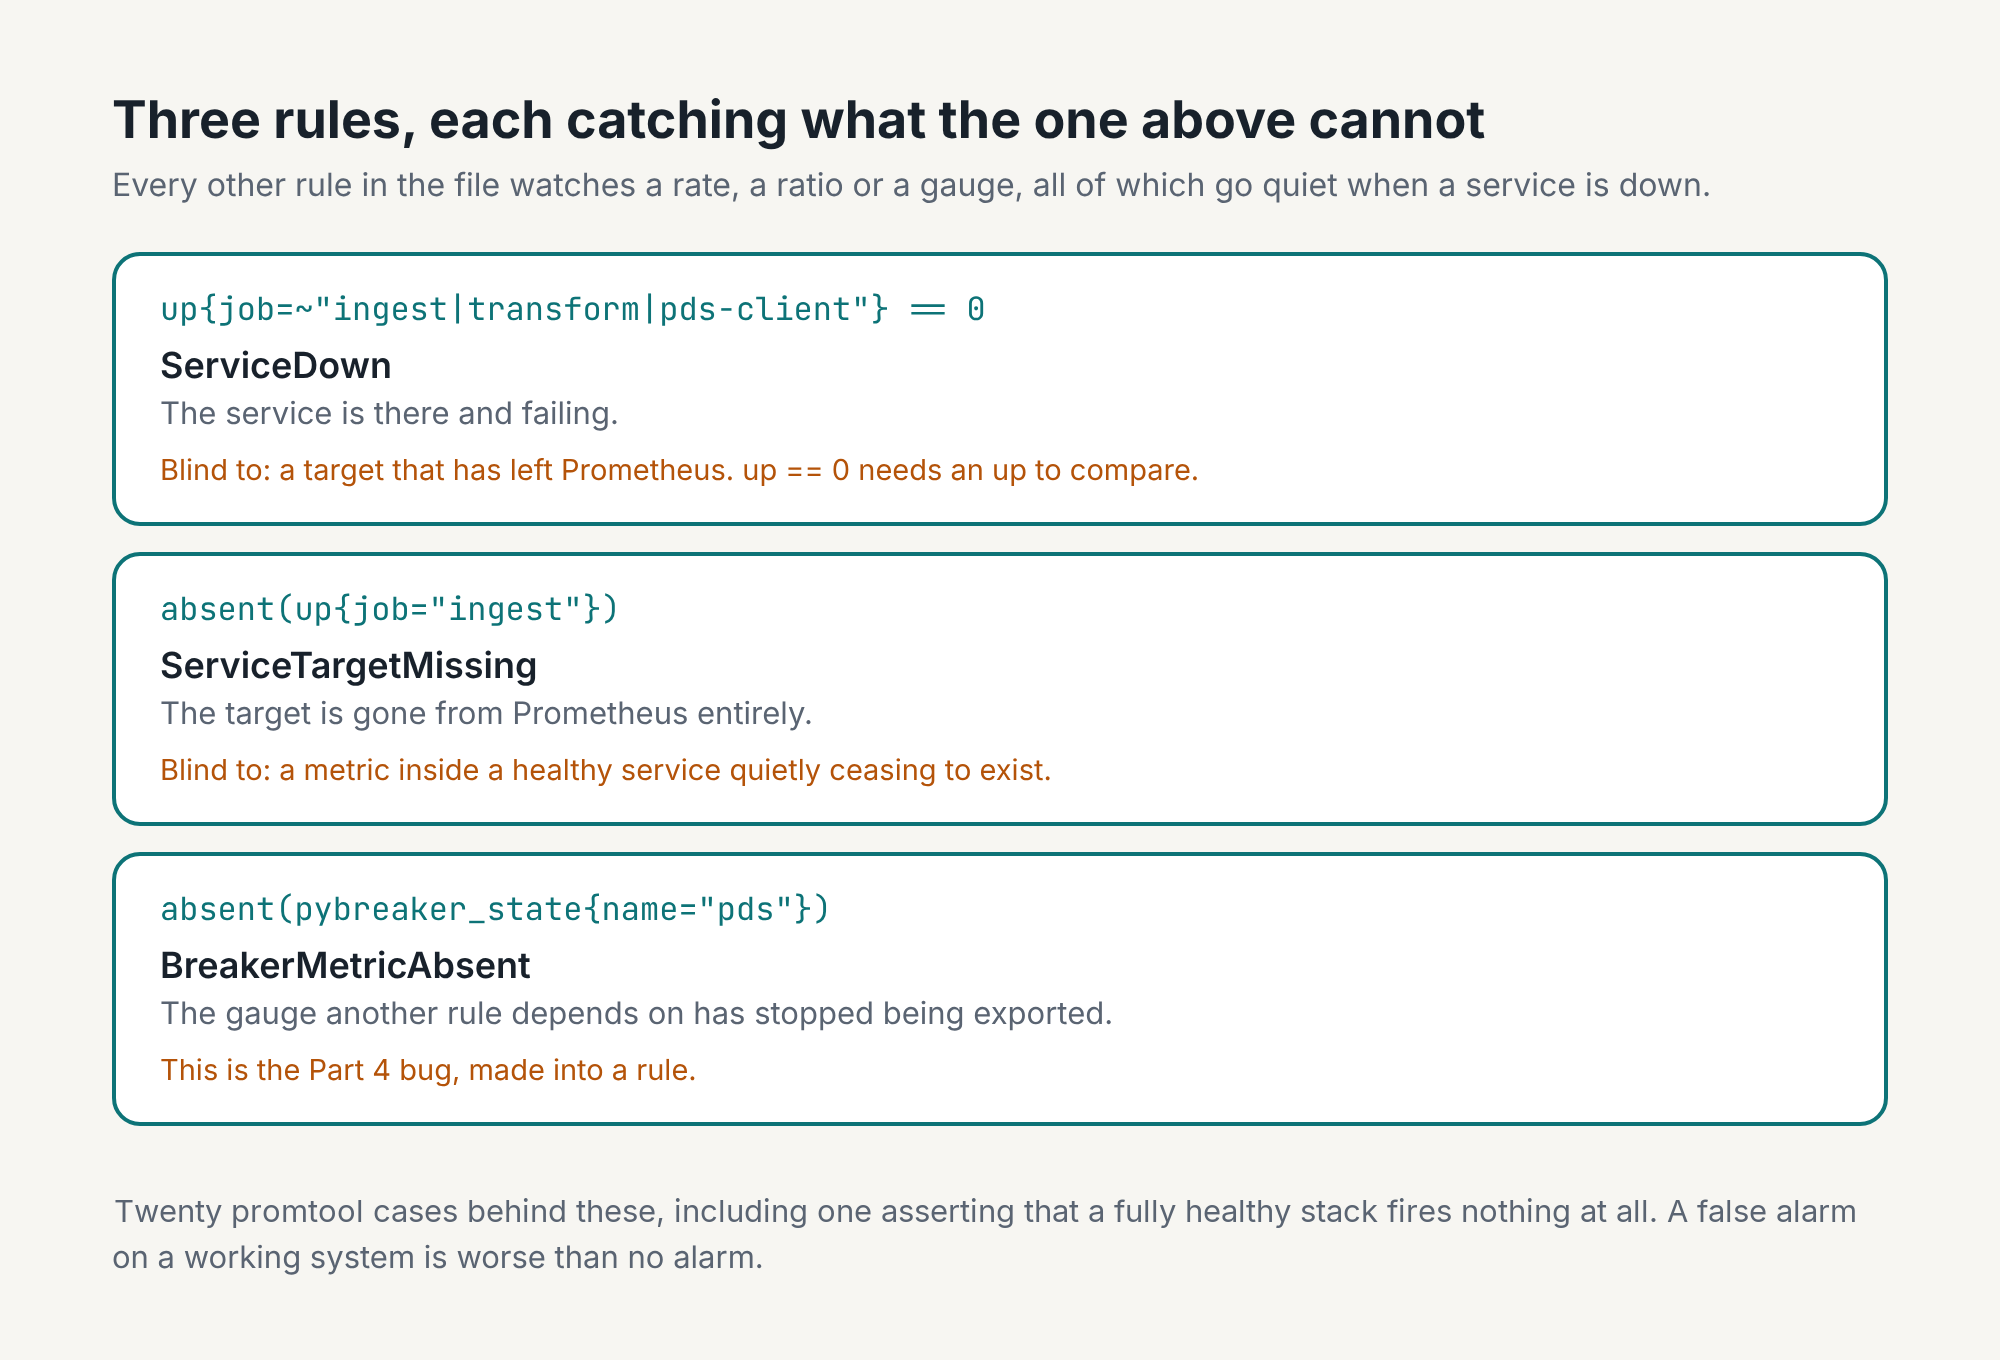 Three rules, each catching what the one above cannot
Every other rule in the file watches a rate, a ratio or a gauge, all of which go quiet when a service is down.
up{job=~"ingest|transform|pds-client"} == 0
ServiceDown
The service is there and failing.
Blind to: a target that has left Prometheus. up == 0 needs an up to compare.
absent(up{job="ingest"})
ServiceTargetMissing
The target is gone from Prometheus entirely.
Blind to: a metric inside a healthy service quietly ceasing to exist.
absent(pybreaker_state{name="pds"})
BreakerMetricAbsent
The gauge another rule depends on has stopped being exported.
This is the Part 4 bug, made into a rule.
Twenty promtool cases behind these, including one asserting that a fully healthy stack fires nothing at all. A false alarm
on a working system is worse than no alarm.